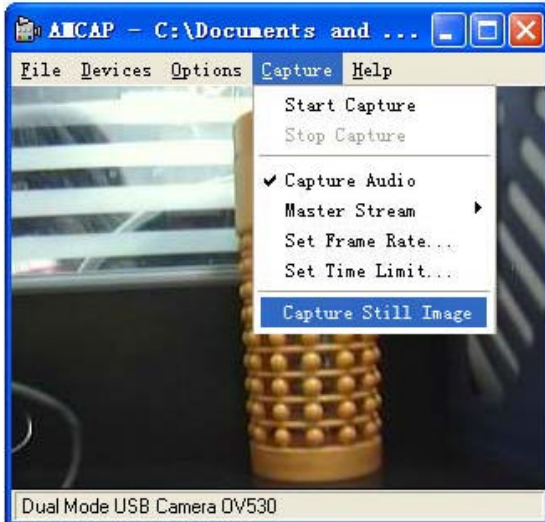 AMCAP - C:\Documents and ...
File Devices Options Capture Help
Start Capture
Stop Capture
Capture Audio
Master Stream
Set Frame Rate...
Set Time Limit...
Capture Still Image
Dual Mode USB Camera OV530